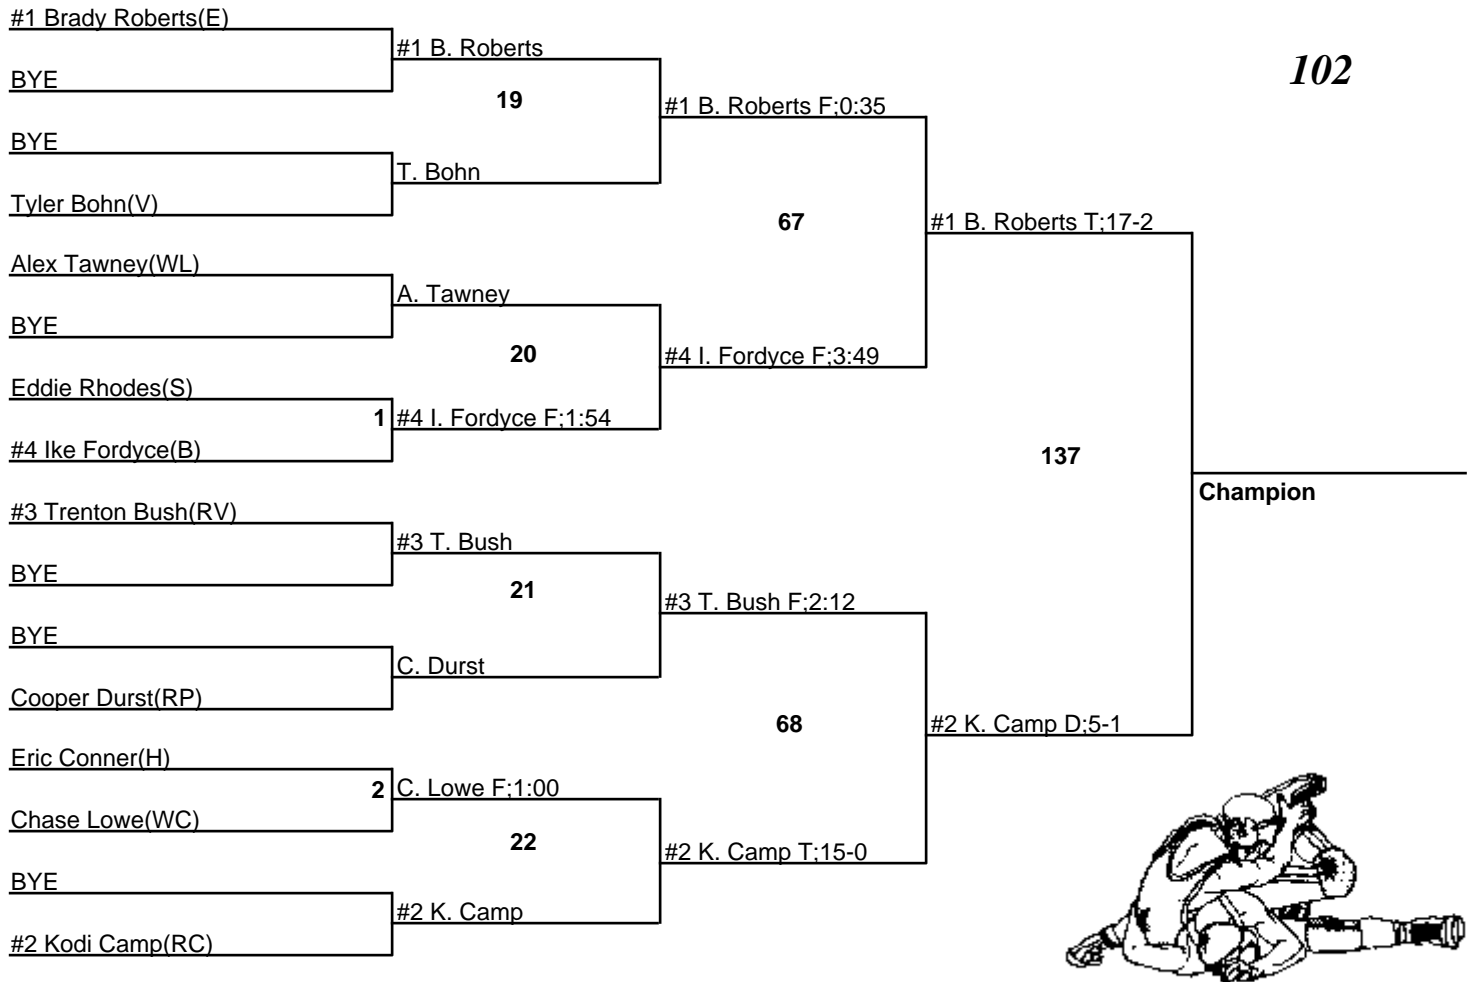 #1 Brady Roberts(E)
#1 B. Roberts
102
BYE
19
#1 B. Roberts F;0:35
BYE
T. Bohn
Tyler Bohn(V)
67
#1 B. Roberts T;17-2
Alex Tawney(WL)
A. Tawney
BYE
20
#4 I. Fordyce F;3:49
Eddie Rhodes(S)
1 #4 I. Fordyce F;1:54
#4 Ike Fordyce(B)
137
Champion
#3 Trenton Bush(RV)
#3 T. Bush
BYE
21
#3 T. Bush F;2:12
BYE
C. Durst
Cooper Durst(RP)
68
#2 K. Camp D;5-1
Eric Conner(H)
2 C. Lowe F;1:00
Chase Lowe(WC)
22
#2 K. Camp T;15-0
BYE
#2 K. Camp
#2 Kodi Camp(RC)